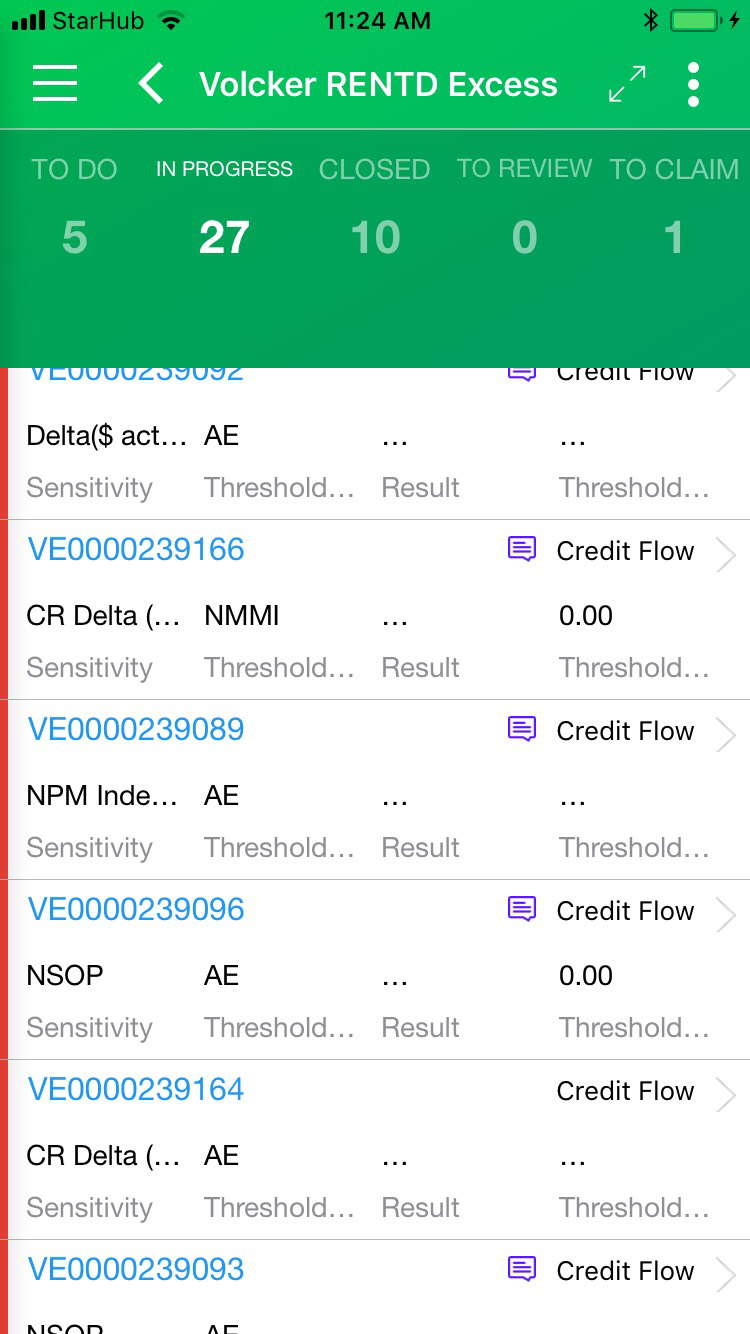 StarHub 11:24 AM
Volcker RENTD Excess
TO DO IN PROGRESS CLOSED TO REVIEW TO CLAIM
5 27 10 0 1
VE0000239092 Credit Flow
Delta($ act... AE ... ...
Sensitivity Threshold... Result Threshold...
VE0000239166 Credit Flow
CR Delta (... NMMI ... 0.00
Sensitivity Threshold... Result Threshold...
VE0000239089 Credit Flow
NPM Inde... AE ... ...
Sensitivity Threshold... Result Threshold...
VE0000239096 Credit Flow
NSOP AE ... 0.00
Sensitivity Threshold... Result Threshold...
VE0000239164 Credit Flow
CR Delta (... AE ... ...
Sensitivity Threshold... Result Threshold...
VE0000239093 Credit Flow
NSOP AE